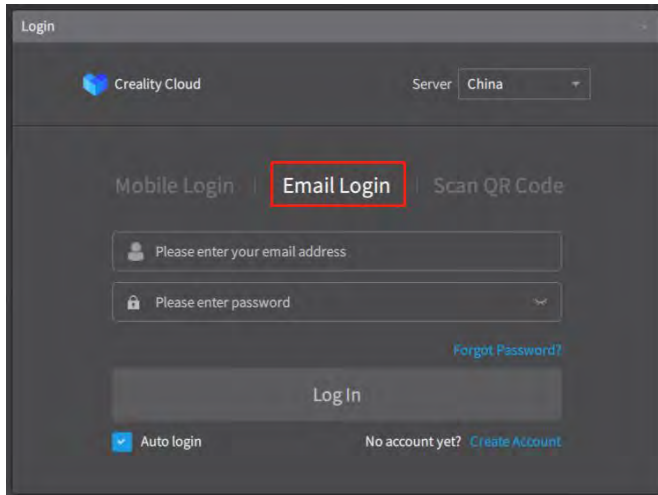 Login
Creality Cloud
Server China
Mobile Login Email Login Scan QR Code
Please enter your email address
Please enter password
Forgot Password?
Log In
Auto login No account yet? Create Account